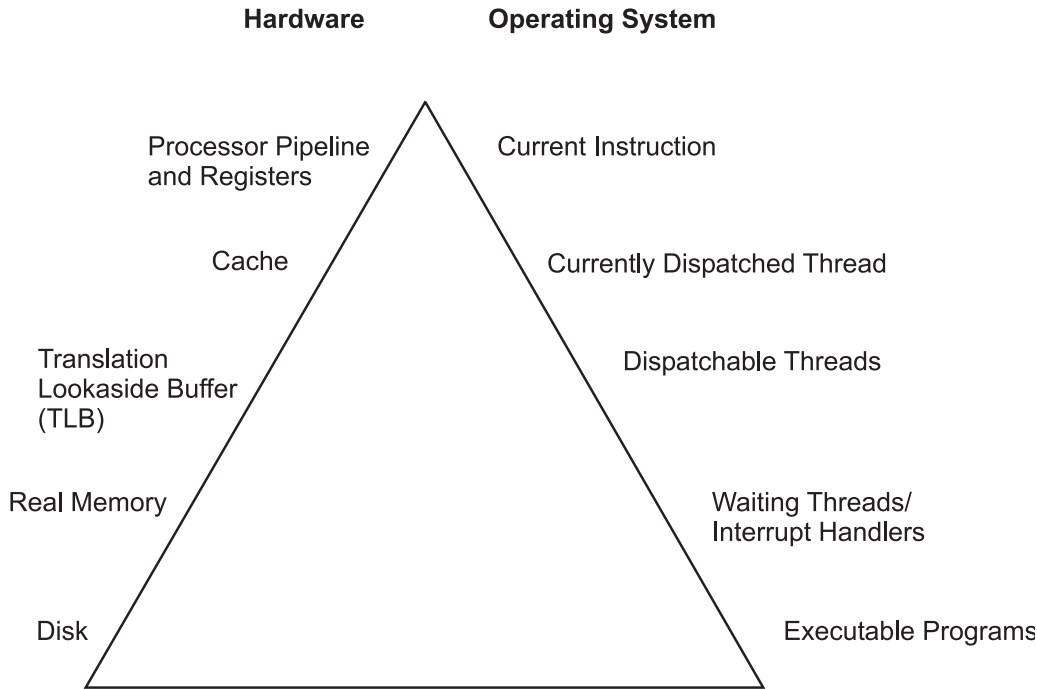 Hardware
Operating System
Processor Pipeline
and Registers
Current Instruction
Cache
Currently Dispatched Thread
Translation
Lookaside Buffer
(TLB)
Dispatchable Threads
Real Memory
Waiting Threads/
Interrupt Handlers
Disk
Executable Programs